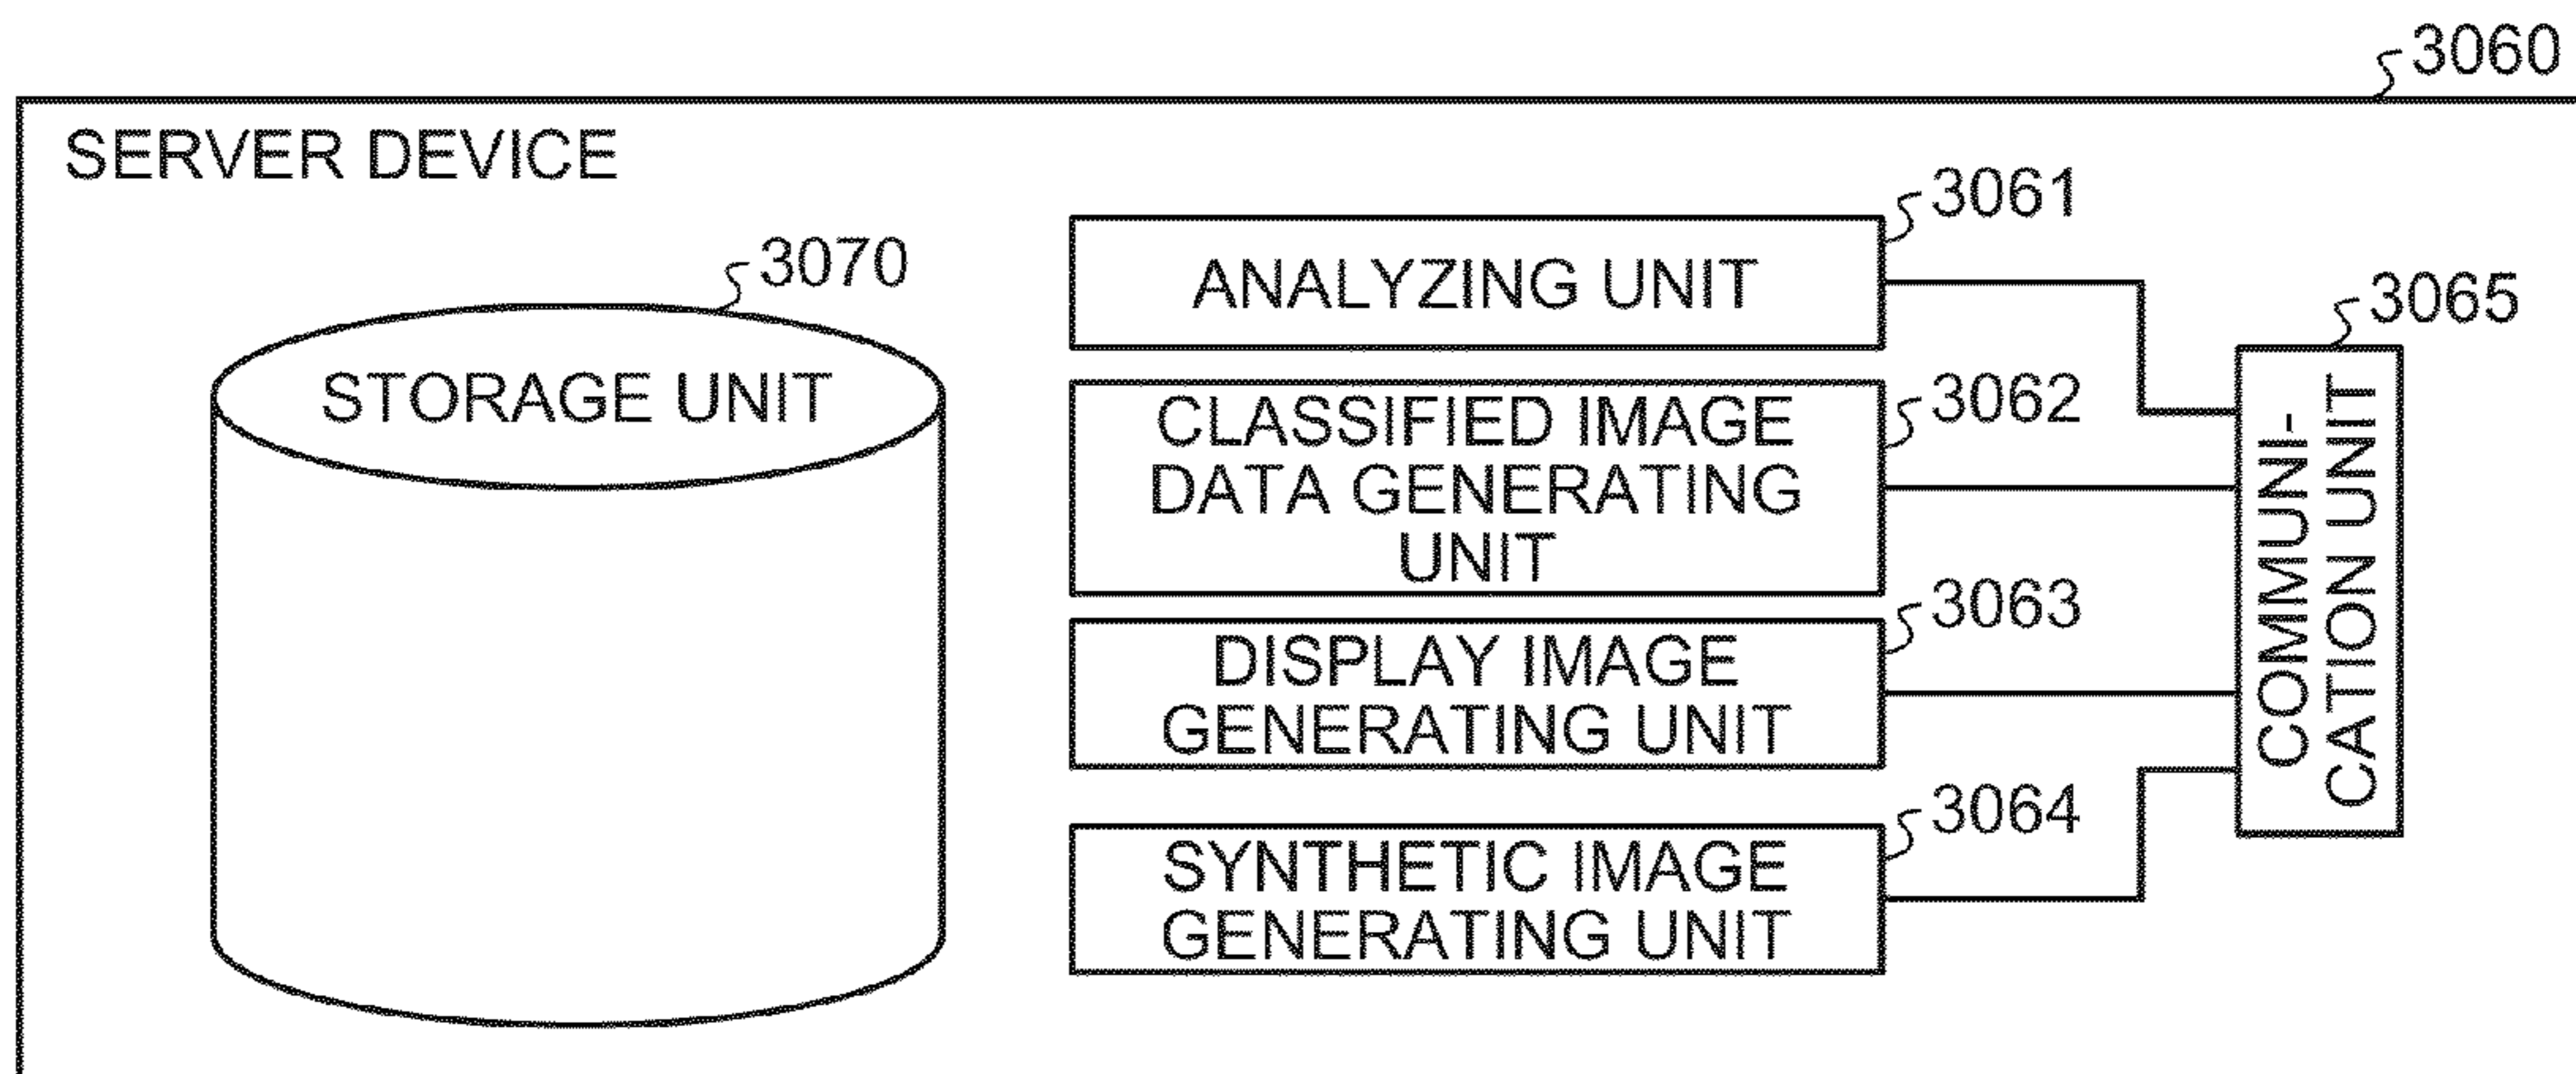 3060
SERVER DEVICE
3070
STORAGE UNIT
3061
ANALYZING UNIT
3062
CLASSIFIED IMAGE
DATA GENERATING
UNIT
3063
DISPLAY IMAGE
GENERATING UNIT
3064
SYNTHETIC IMAGE
GENERATING UNIT
3065
COMMUNI-
CATION UNIT